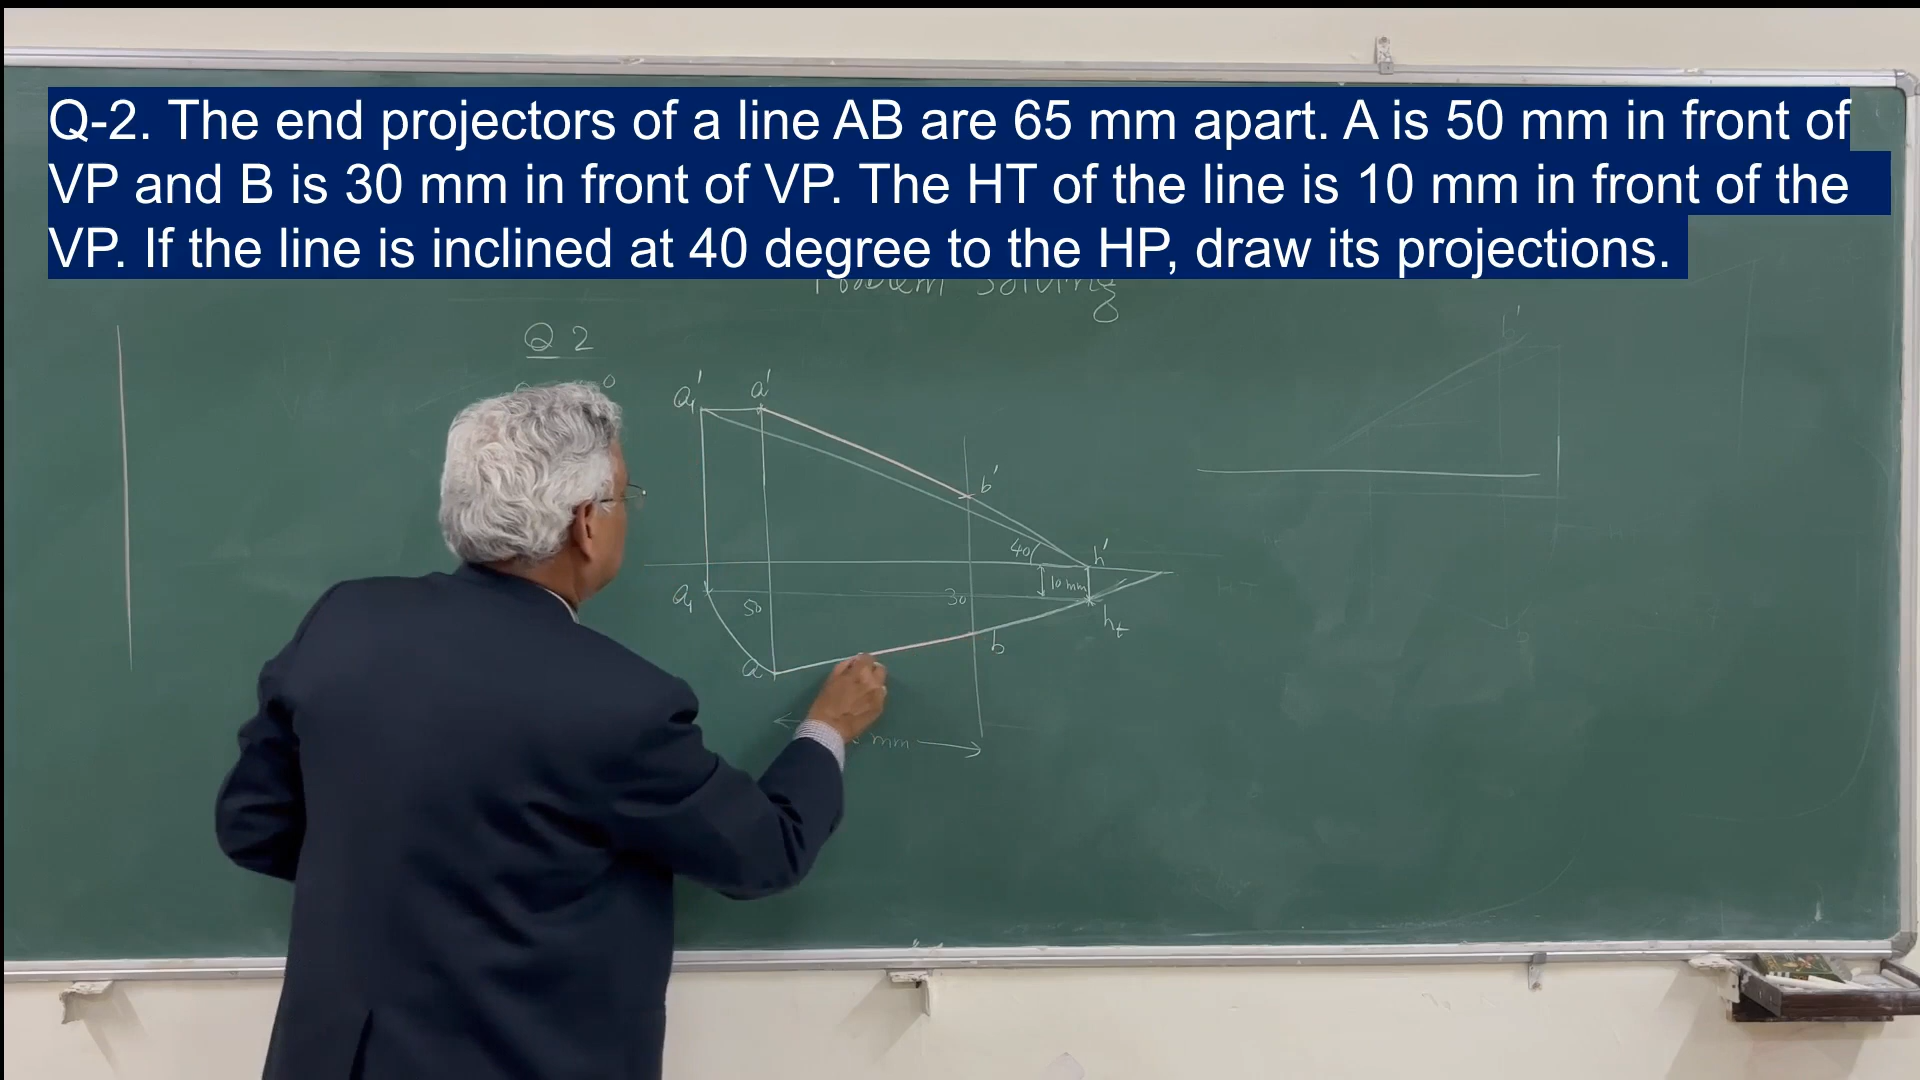 Q-2. The end projectors of a line AB are 65 mm apart. A is 50 mm in front of
VP and B is 30 mm in front of VP. The HT of the line is 10 mm in front of the
VP. If the line is inclined at 40 degree to the HP, draw its projections.
Problem Solving
Q 2
b'
a₁' a'
b'
40 h'
10 mm
a₁ 50 30
hₜ
b
a
mm